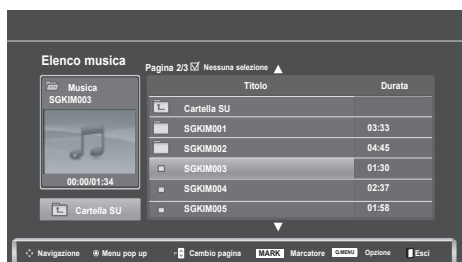 Elenco musica
Pagina 2/3 Nessuna selezione
Musica
SGKIM003
00:00/01:34
Cartella SU
Titolo Durata
Cartella SU
SGKIM001 03:33
SGKIM002 04:45
SGKIM003 01:30
SGKIM004 02:37
SGKIM005 01:58
Navigazione Menu pop up P Cambio pagina MARK Marcatore Q.MENU Opzione Esci